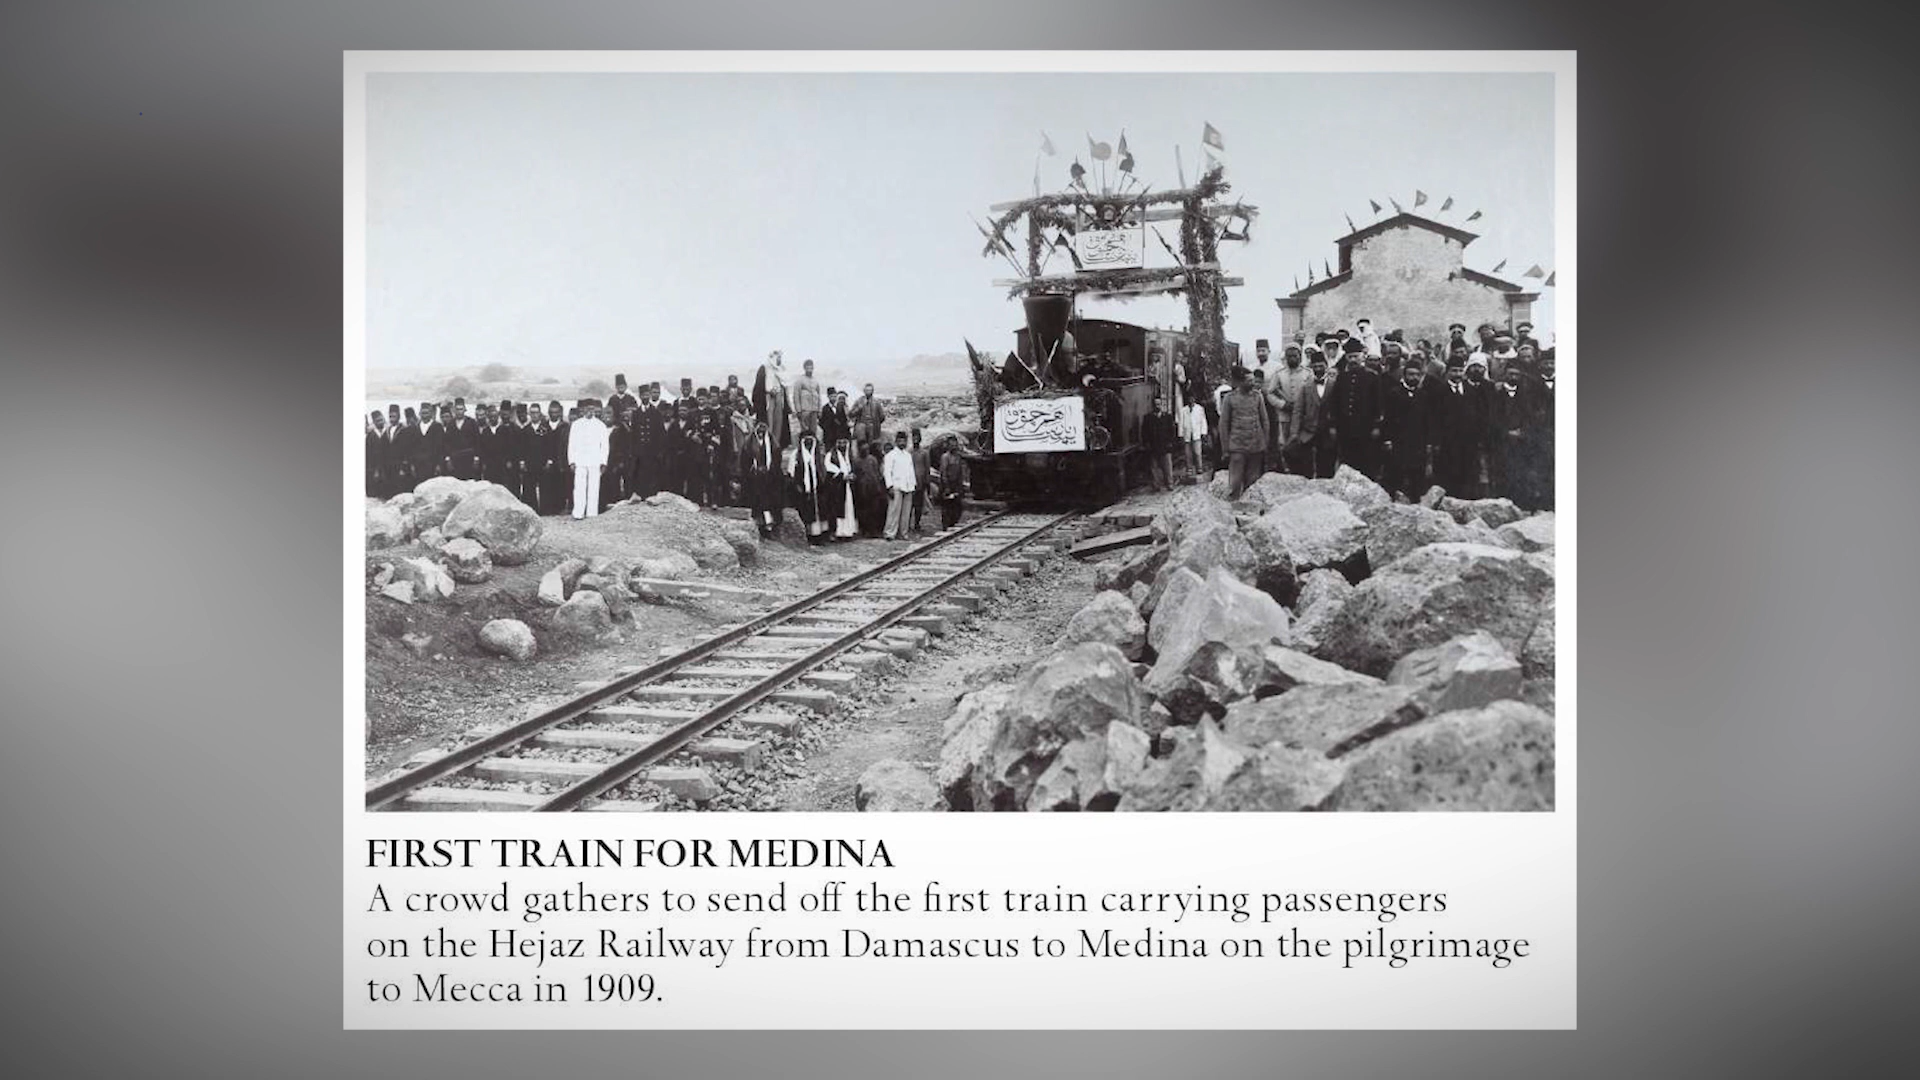 FIRST TRAIN FOR MEDINA
A crowd gathers to send off the first train carrying passengers
on the Hejaz Railway from Damascus to Medina on the pilgrimage
to Mecca in 1909.